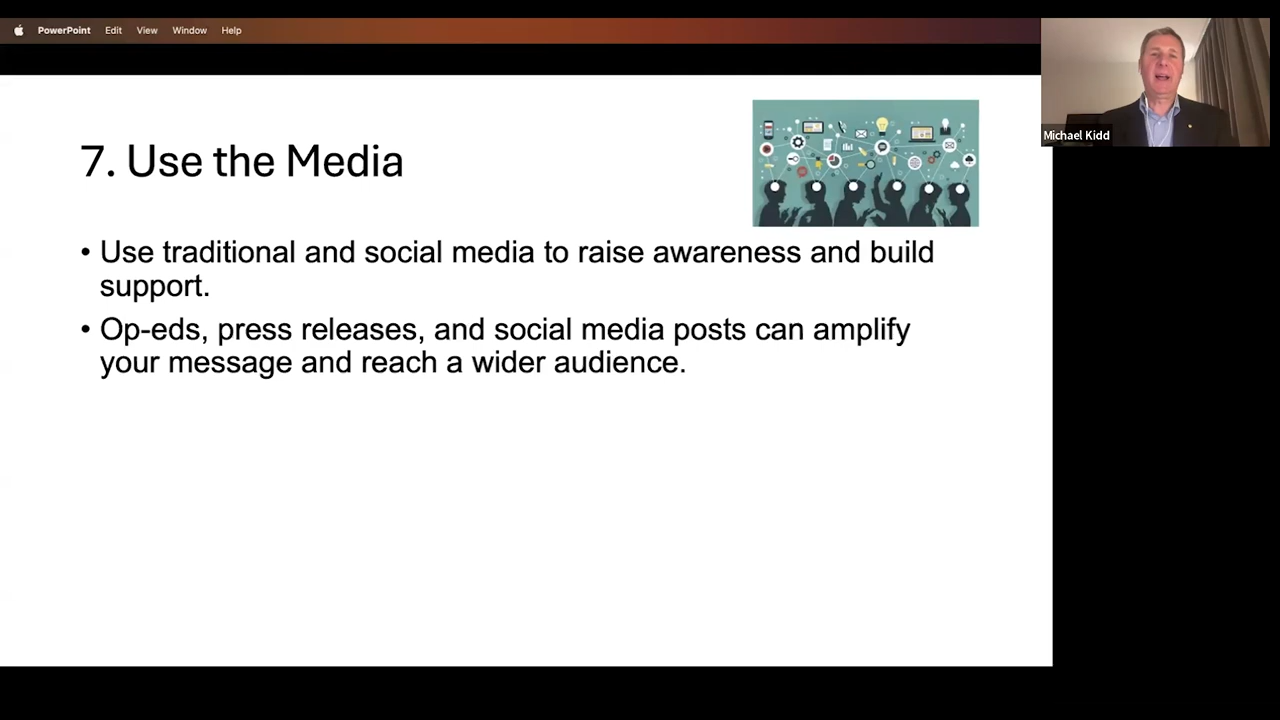 PowerPoint Edit View Window Help
Michael Kidd
7. Use the Media
• Use traditional and social media to raise awareness and build
support.
• Op-eds, press releases, and social media posts can amplify
your message and reach a wider audience.